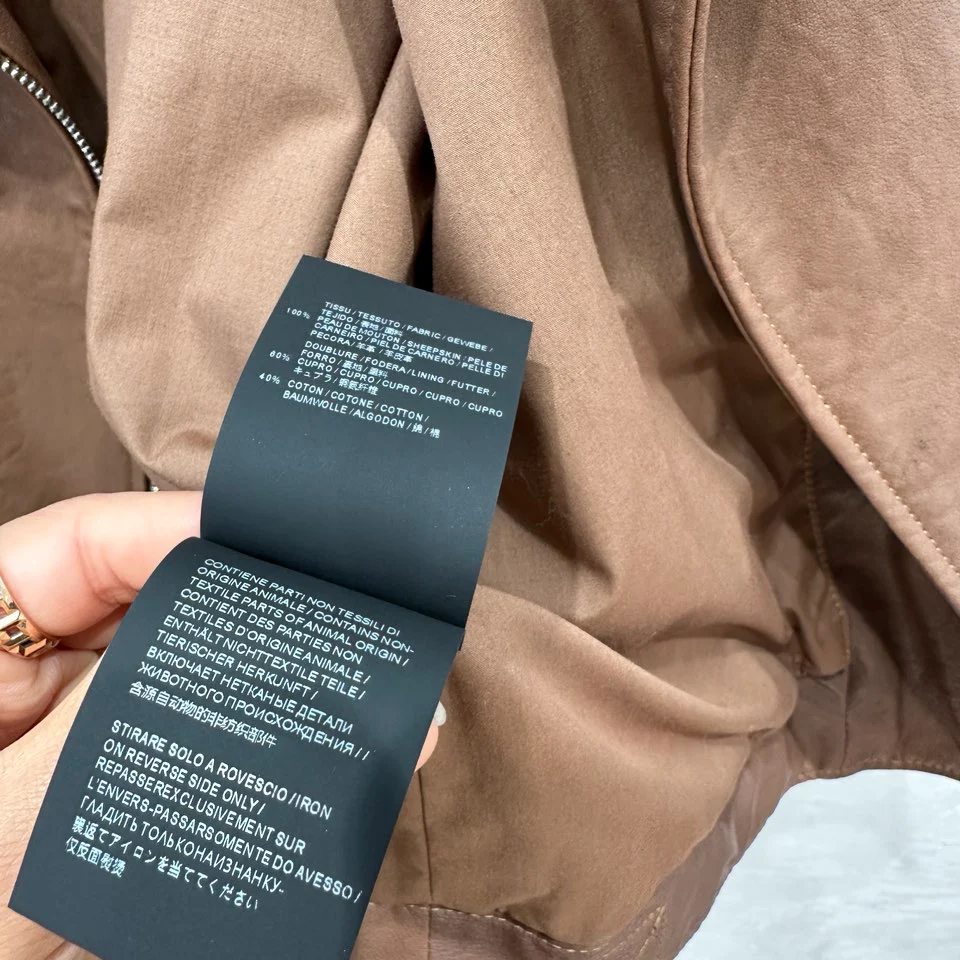 TISSU / TESSUTO / FABRIC / GEWEBE /
TEJIDO / 表地 / 面料
100% PEAU DE MOUTON / SHEEPSKIN / PELE DE
CARNEIRO / PIEL DE CARNERO / PELLE DI
PECORA / 羊革 / 羊皮革
DOUBLURE / FODERA / LINING / FUTTER /
FORRO / 裏地 / 里料
60% CUPRO / CUPRO / CUPRO / CUPRO / CUPRO
キュプラ / 铜氨纤维
40% COTON / COTONE / COTTON /
BAUMWOLLE / ALGODON / 綿 / 棉
CONTIENE PARTI NON TESSILI DI
ORIGINE ANIMALE / CONTAINS NON-
TEXTILE PARTS OF ANIMAL ORIGIN /
CONTIENT DES PARTIES NON
TEXTILES D'ORIGINE ANIMALE /
ENTHÄLT NICHTTEXTILE TEILE /
TIERISCHER HERKUNFT /
ВКЛЮЧАЕТ НЕТКАНЫЕ ДЕТАЛИ
ЖИВОТНОГО ПРОИСХОЖДЕНИЯ / /
含源自动物的非纺织部件
STIRARE SOLO A ROVESCIO / IRON
ON REVERSE SIDE ONLY /
REPASSER EXCLUSIVEMENT SUR
L'ENVERS-PASSAR SOMENTE DO AVESSO /
ГЛАДИТЬ ТОЛЬКО НА ИЗНАНКУ-
裏返てアイロンを当ててください
仅反面熨烫